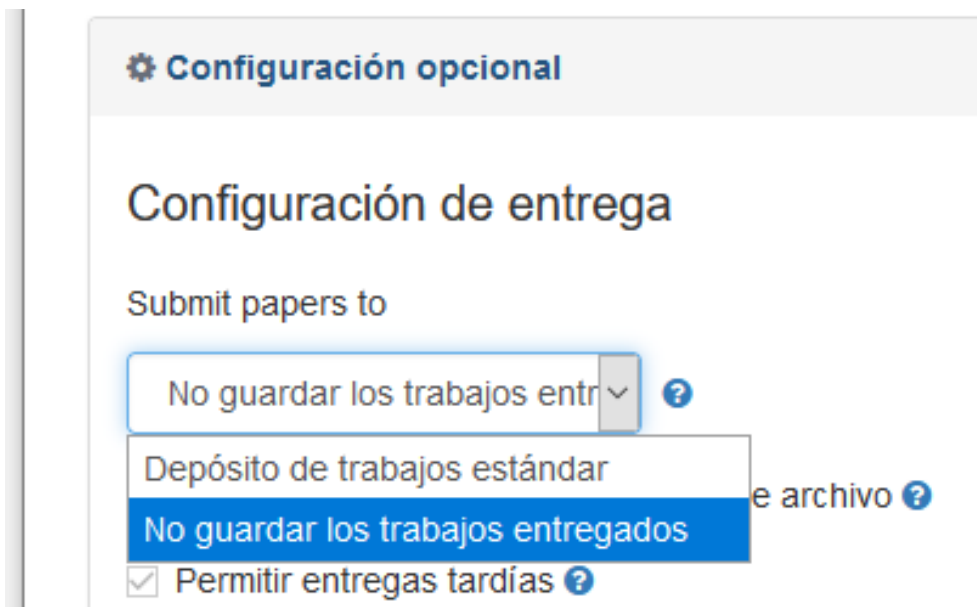 Configuración opcional
Configuración de entrega
Submit papers to
No guardar los trabajos entr
Depósito de trabajos estándar
No guardar los trabajos entregados
e archivo
Permitir entregas tardías